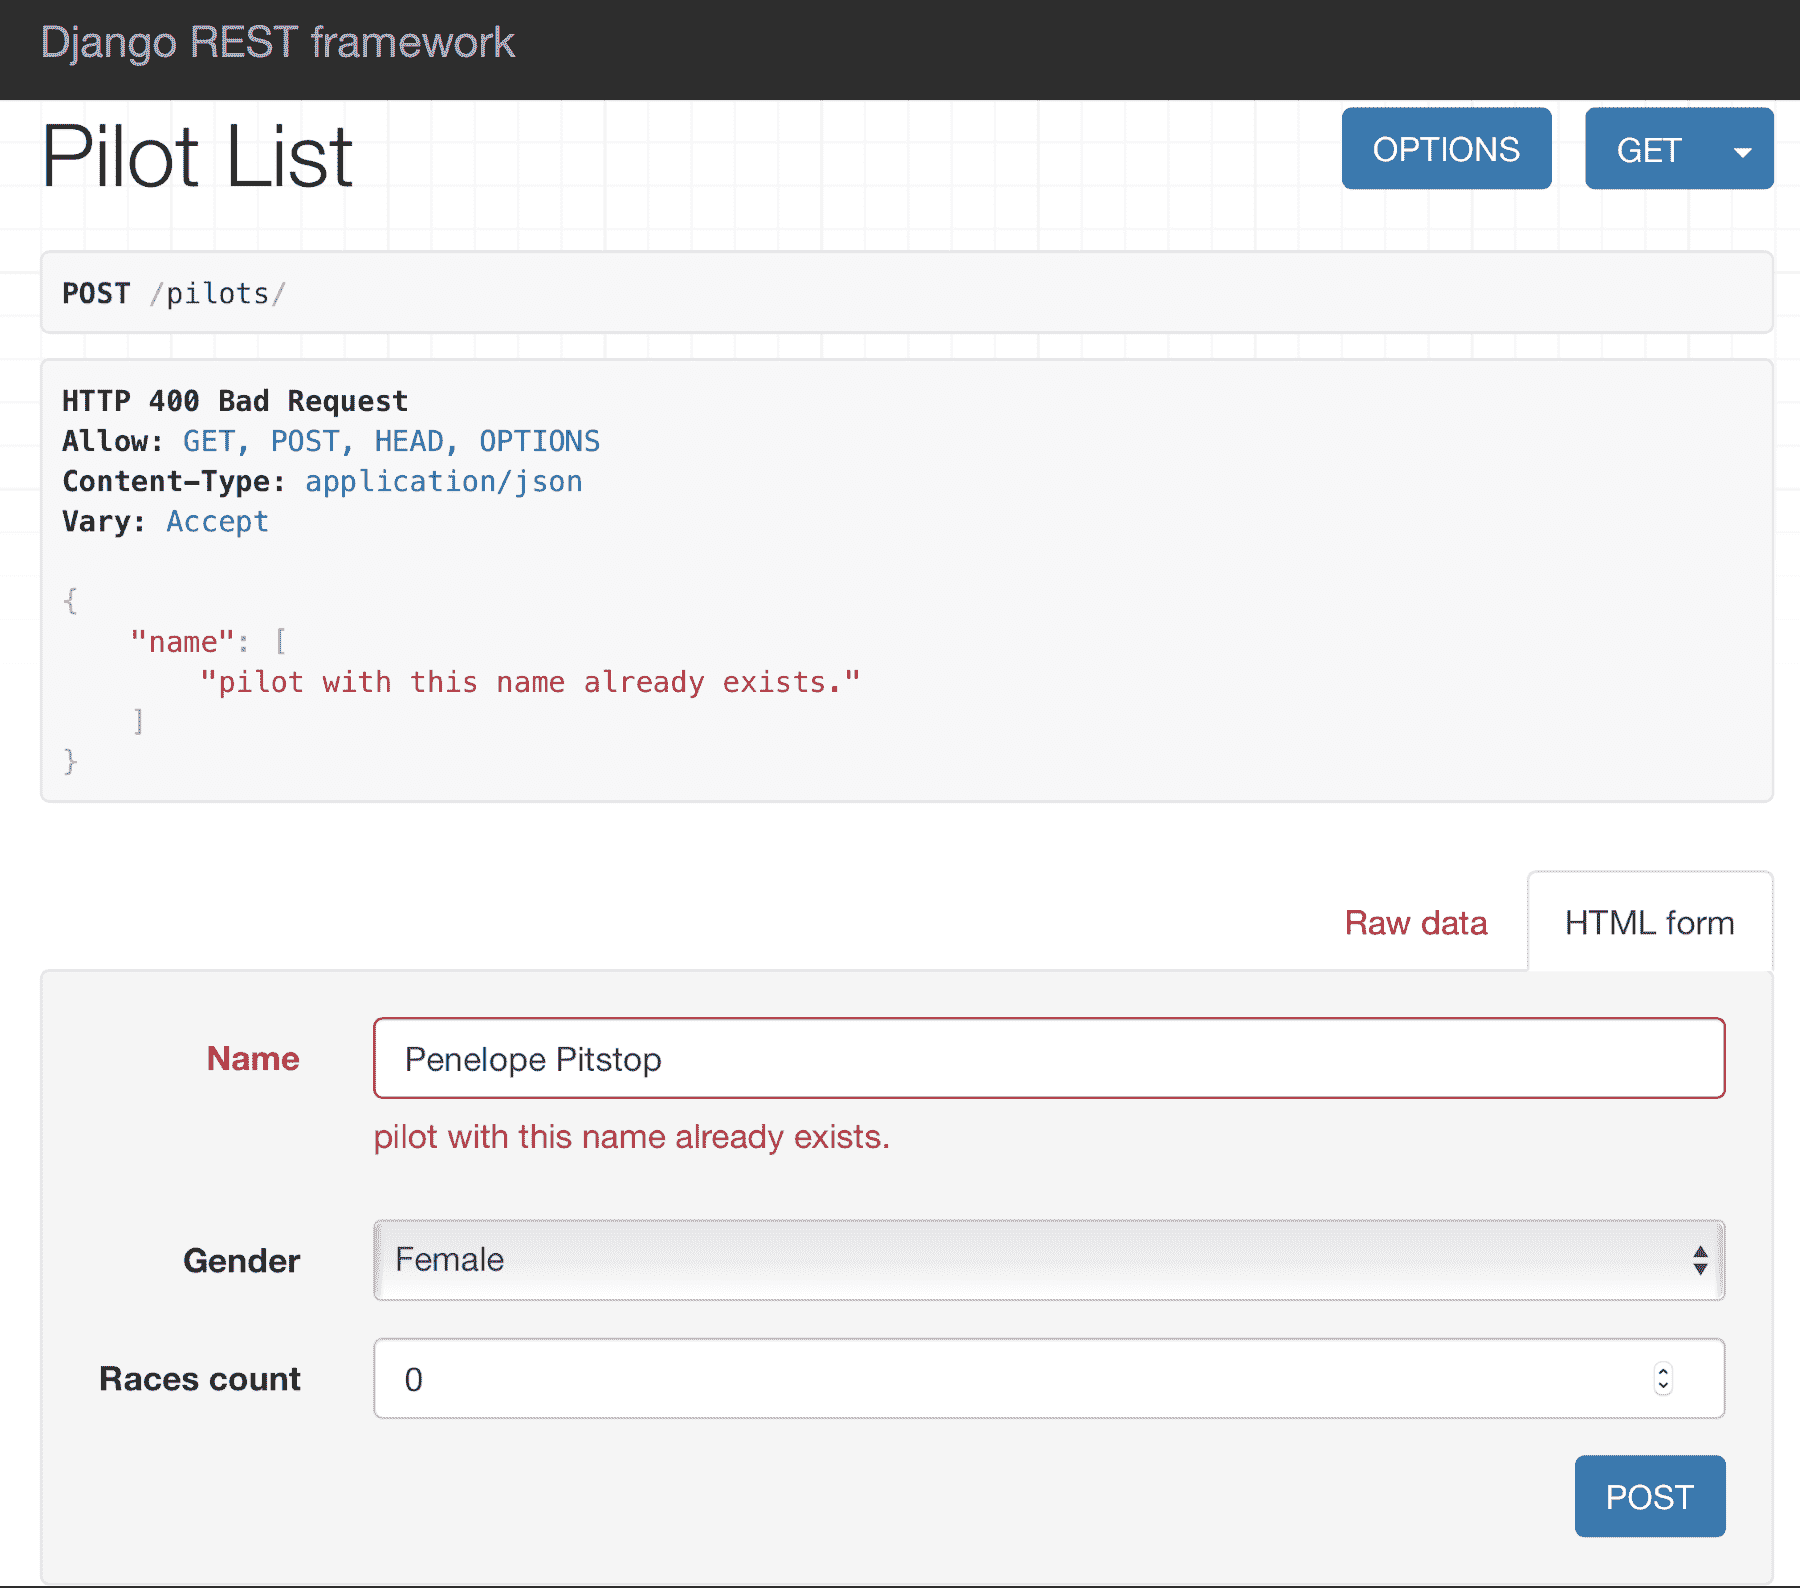 Django REST framework
Pilot List
OPTIONS
GET
POST /pilots/
HTTP 400 Bad Request
Allow: GET, POST, HEAD, OPTIONS
Content-Type: application/json
Vary: Accept
{
    "name": [
        "pilot with this name already exists."
    ]
}
Raw data
HTML form
Name
Penelope Pitstop
pilot with this name already exists.
Gender
Female
Races count
0
POST